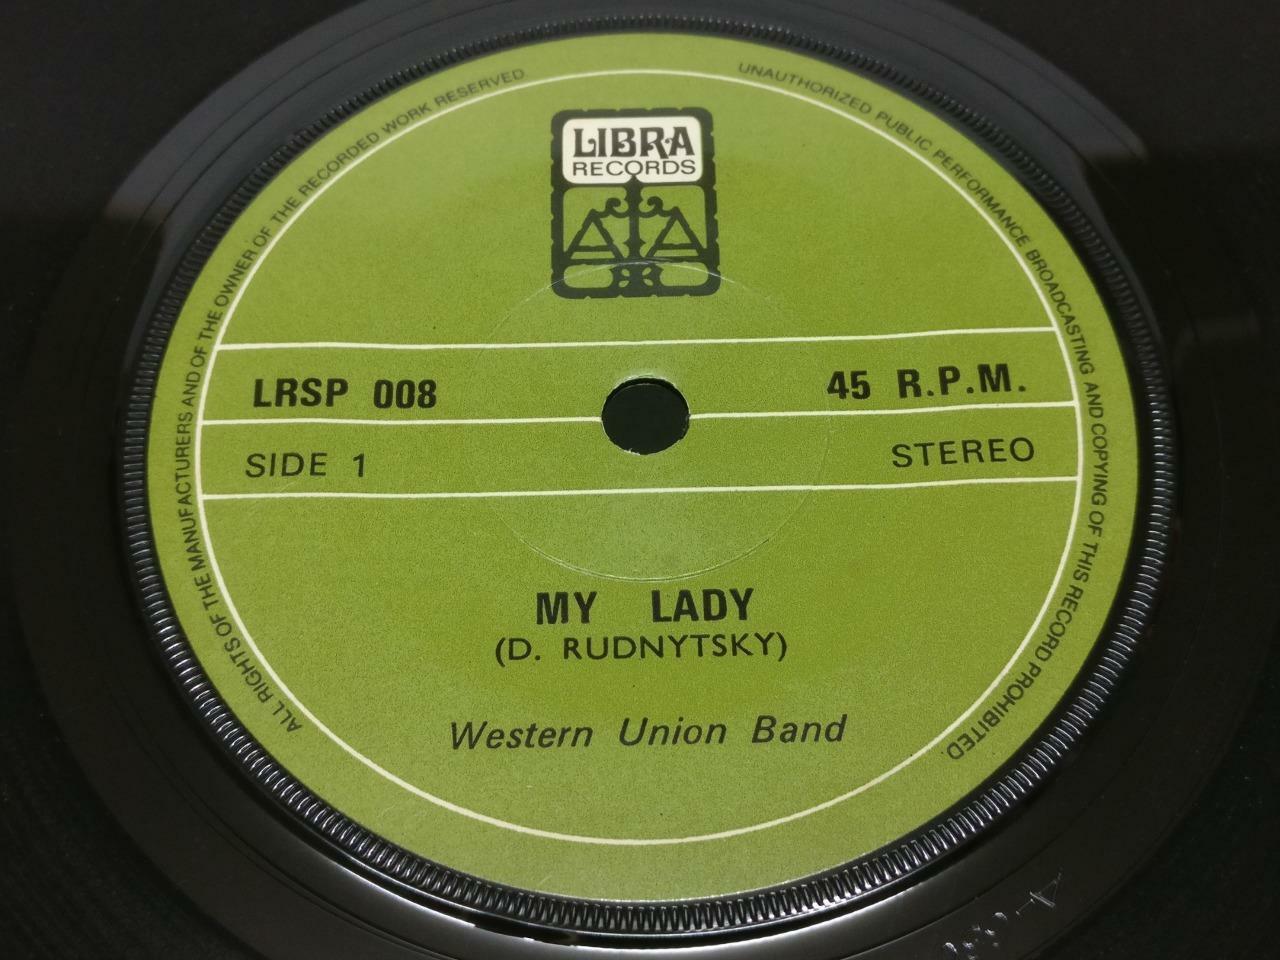 ALL RIGHTS OF THE MANUFACTURERS AND OF THE OWNER OF THE RECORDED WORK RESERVED.
UNAUTHORIZED PUBLIC PERFORMANCE BROADCASTING AND COPYING OF THIS RECORD PROHIBITED.
LIBRA
RECORDS
LRSP 008
45 R.P.M.
SIDE 1
STEREO
MY LADY
(D. RUDNYTSKY)
Western Union Band